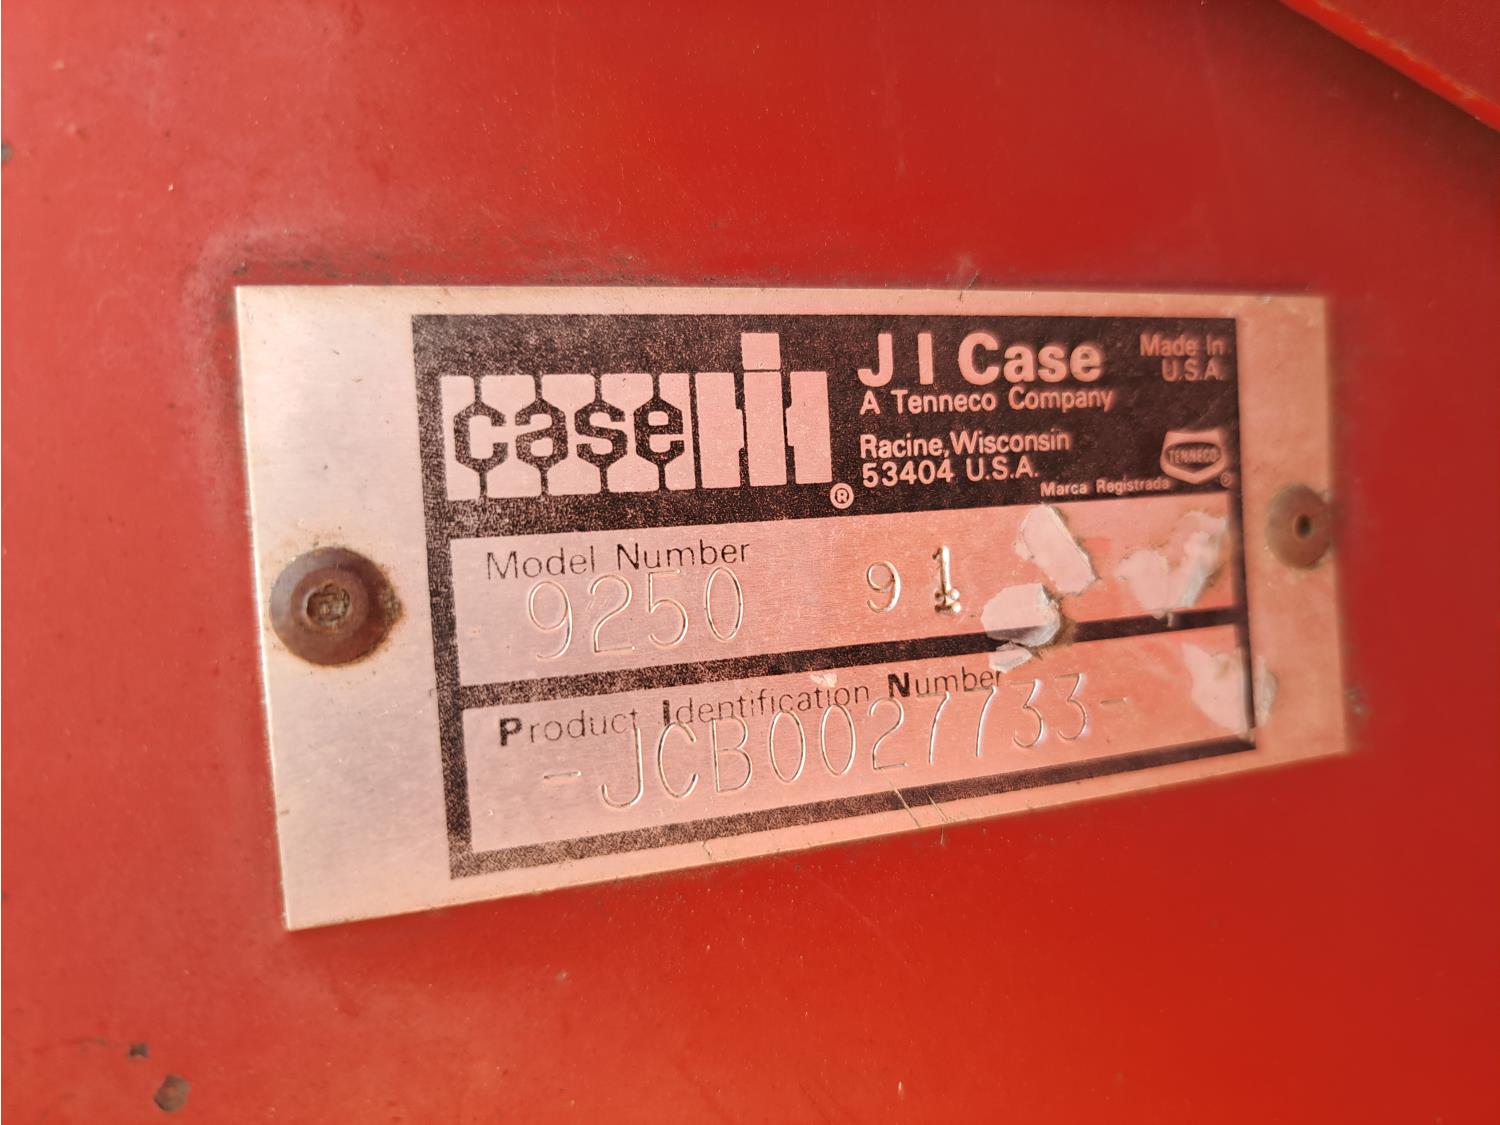 case IH ®
J I Case
Made In
U.S.A.
A Tenneco Company
Racine, Wisconsin
53404 U.S.A.
TENNECO ®
Marca Registrada
Model Number
9250 91
Product Identification Number
-JCB0027733-